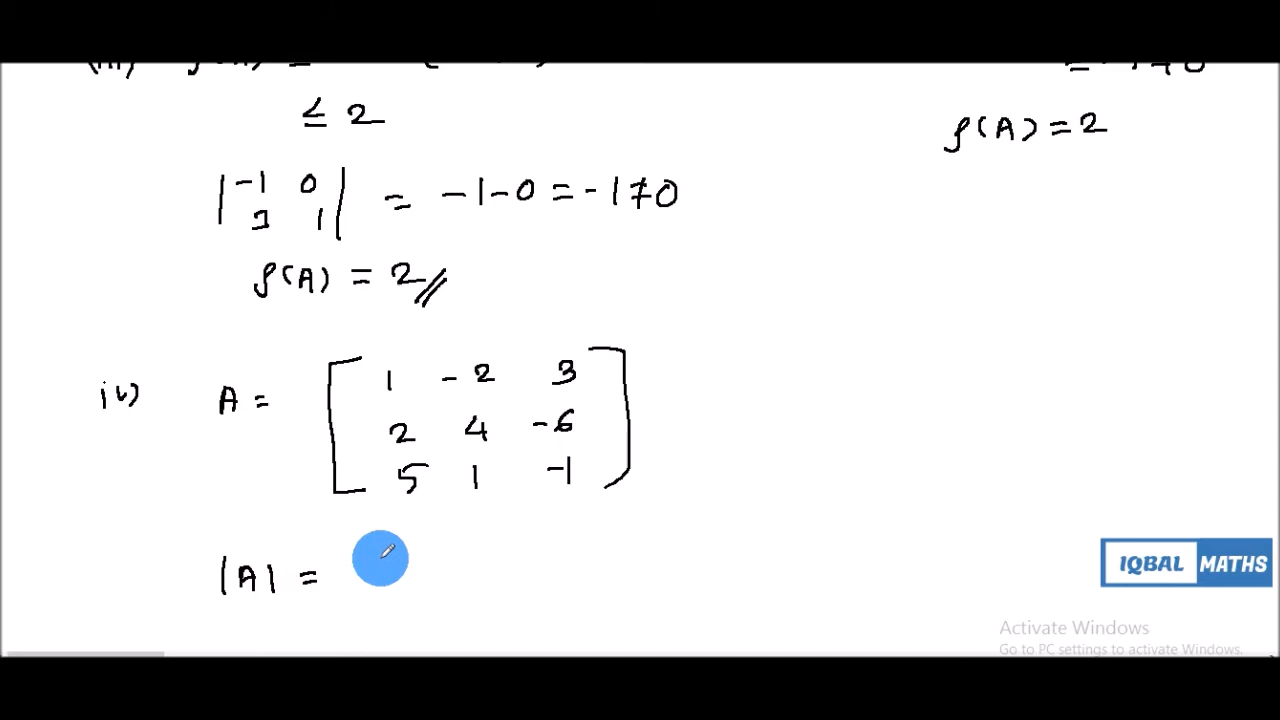 ≤ 2
ρ(A) = 2
|-1 0| = -1-0 = -1≠0
|3 1|
ρ(A) = 2//
iv) A = [1 -2 3
2 4 -6
5 1 -1]
|A| =
IQBAL MATHS
Activate Windows
Go to PC settings to activate Windows.